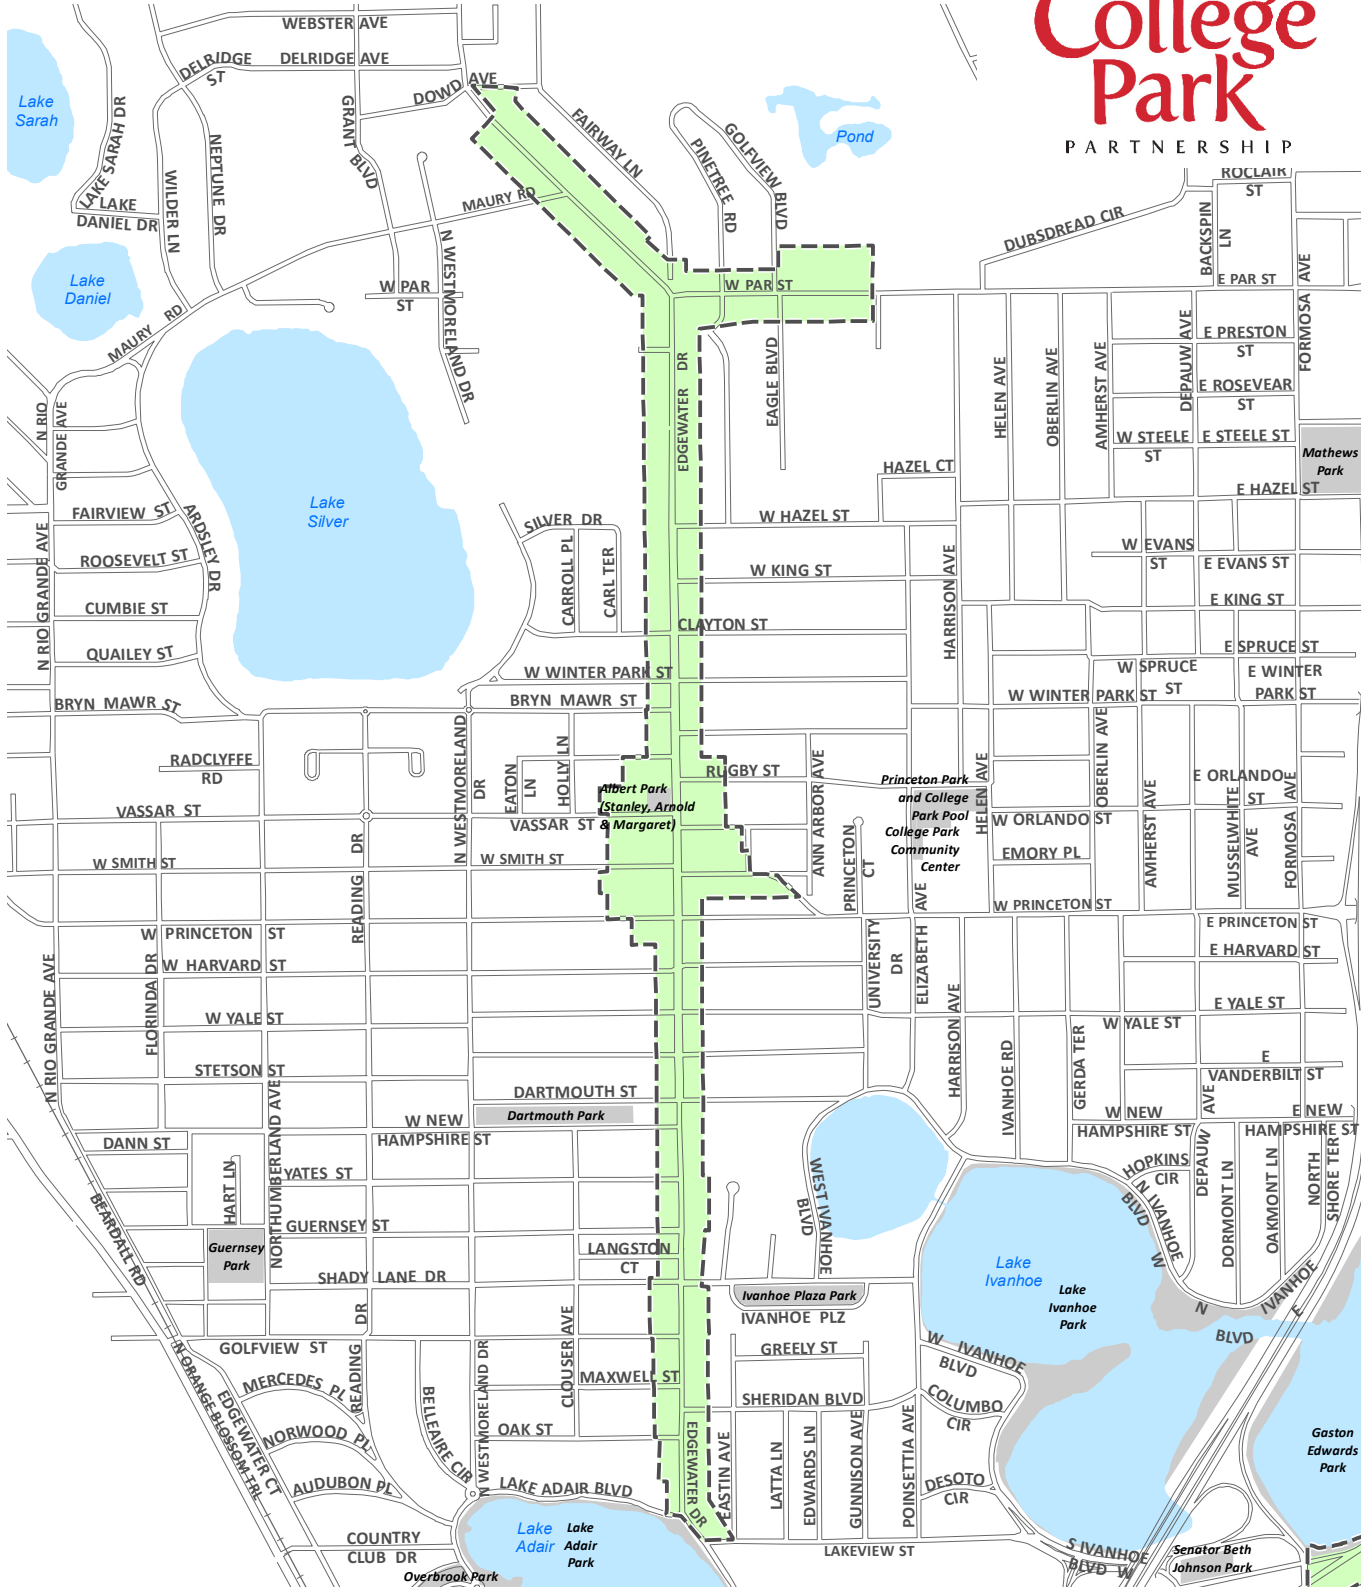 College
Park
PARTNERSHIP
WEBSTER AVE
DELRIDGE
ST
DELRIDGE AVE
DOWD AVE
Lake
Sarah
LAKE SARAH DR
LAKE
DANIEL DR
WILDER LN
NEPTUNE DR
GRANT BLVD
MAURY RD
FAIRWAY LN
PINETREE RD
GOLFVIEW BLVD
Pond
ROCLAIR
ST
DUBSDREAD CIR
BACKSPIN
LN
E PAR ST
FORMOSA AVE
Lake
Daniel
MAURY RD
W PAR
ST
N WESTMORELAND DR
W PAR ST
EDGEWATER DR
EAGLE BLVD
HELEN AVE
OBERLIN AVE
AMHERST AVE
DEPAUW AVE
E PRESTON
ST
E ROSEVEAR
ST
W STEELE
ST
E STEELE ST
Mathews
Park
E HAZEL ST
HAZEL CT
W HAZEL ST
N RIO
GRANDE AVE
FAIRVIEW ST
ROOSEVELT ST
CUMBIE ST
QUAILEY ST
BRYN MAWR ST
ARDSLEY DR
N RIO GRANDE AVE
Lake
Silver
SILVER DR
CARROLL PL
CARL TER
W KING ST
CLAYTON ST
HARRISON AVE
W EVANS
ST
E EVANS ST
E KING ST
E SPRUCE ST
W SPRUCE
ST
E WINTER
PARK ST
W WINTER PARK ST
W WINTER PARK ST
BRYN MAWR ST
RADCLYFFE
RD
N WESTMORELAND
DR
EATON
LN
HOLLY LN
RUGBY ST
Albert Park
(Stanley, Arnold
& Margaret)
ANN ARBOR AVE
Princeton Park
and College
Park Pool
College Park
Community
Center
HELEN AVE
OBERLIN AVE
AMHERST AVE
E ORLANDO
ST
MUSSELWHITE
AVE
FORMOSA AVE
W ORLANDO ST
EMORY PL
VASSAR ST
VASSAR ST
W SMITH ST
W SMITH ST
READING DR
PRINCETON
CT
W PRINCETON ST
E PRINCETON ST
W PRINCETON ST
W HARVARD ST
E HARVARD ST
FLORINDA DR
UNIVERSITY
DR
ELIZABETH AVE
W YALE ST
E YALE ST
W YALE ST
N RIO GRANDE AVE
HARRISON AVE
IVANHOE RD
GERDA TER
STETSON ST
E
VANDERBILT ST
DARTMOUTH ST
Dartmouth Park
W NEW
HAMPSHIRE ST
W NEW
HAMPSHIRE ST
DEPAUW AVE
E NEW
HAMPSHIRE ST
DANN ST
HART LN
NORTHUMBERLAND AVE
YATES ST
GUERNSEY ST
Guernsey
Park
LANGSTON
CT
SHADY LANE DR
WEST IVANHOE
BLVD
HOPKINS
CIR
N IVANHOE
BLVD W
DORMONT LN
OAKMONT LN
NORTH
SHORE TER
Lake
Ivanhoe
Lake
Ivanhoe
Park
N IVANHOE
BLVD E
BEARDALL RD
Ivanhoe Plaza Park
IVANHOE PLZ
GOLFVIEW ST
READING DR
CLOUSER AVE
MAXWELL ST
GREELY ST
SHERIDAN BLVD
W IVANHOE
BLVD
COLUMBO
CIR
MERCEDES PL
NORWOOD PL
AUDUBON PL
N ORANGE BLOSSOM TRL
EDGEWATER CT
BELLEAIRE CIR
N WESTMORELAND DR
OAK ST
LAKE ADAIR BLVD
EDGEWATER DR
EASTIN AVE
LATTA LN
EDWARDS LN
GUNNISON AVE
POINSETTIA AVE
DESOTO
CIR
Gaston
Edwards
Park
COUNTRY
CLUB DR
Lake
Adair
Lake
Adair
Park
Overbrook Park
LAKEVIEW ST
S IVANHOE
BLVD W
Senator Beth
Johnson Park